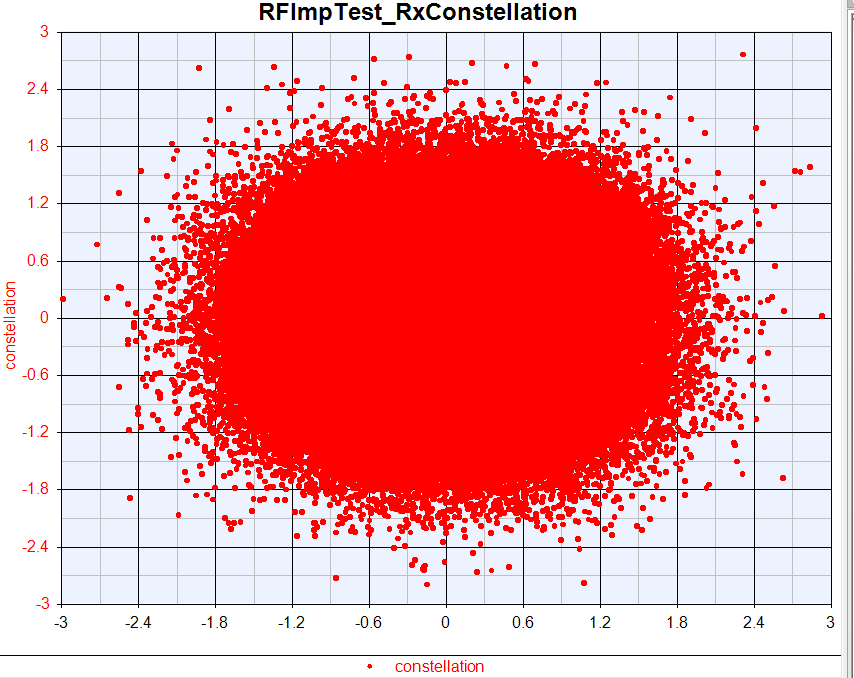 RFImpTest_RxConstellation
3
2.4
1.8
1.2
0.6
0
-0.6
-1.2
-1.8
-2.4
-3
constellation
-3 -2.4 -1.8 -1.2 -0.6 0 0.6 1.2 1.8 2.4 3
constellation